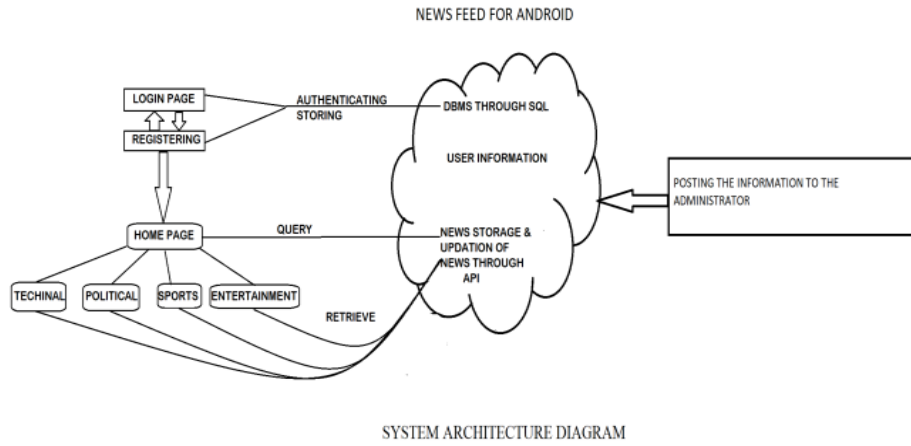 NEWS FEED FOR ANDROID
LOGIN PAGE
REGISTERING
AUTHENTICATING
STORING
DBMS THROUGH SQL
USER INFORMATION
POSTING THE INFORMATION TO THE
ADMINISTRATOR
HOME PAGE
QUERY
NEWS STORAGE &
UPDATION OF
NEWS THROUGH
API
TECHINAL
POLITICAL
SPORTS
ENTERTAINMENT
RETRIEVE
SYSTEM ARCHITECTURE DIAGRAM